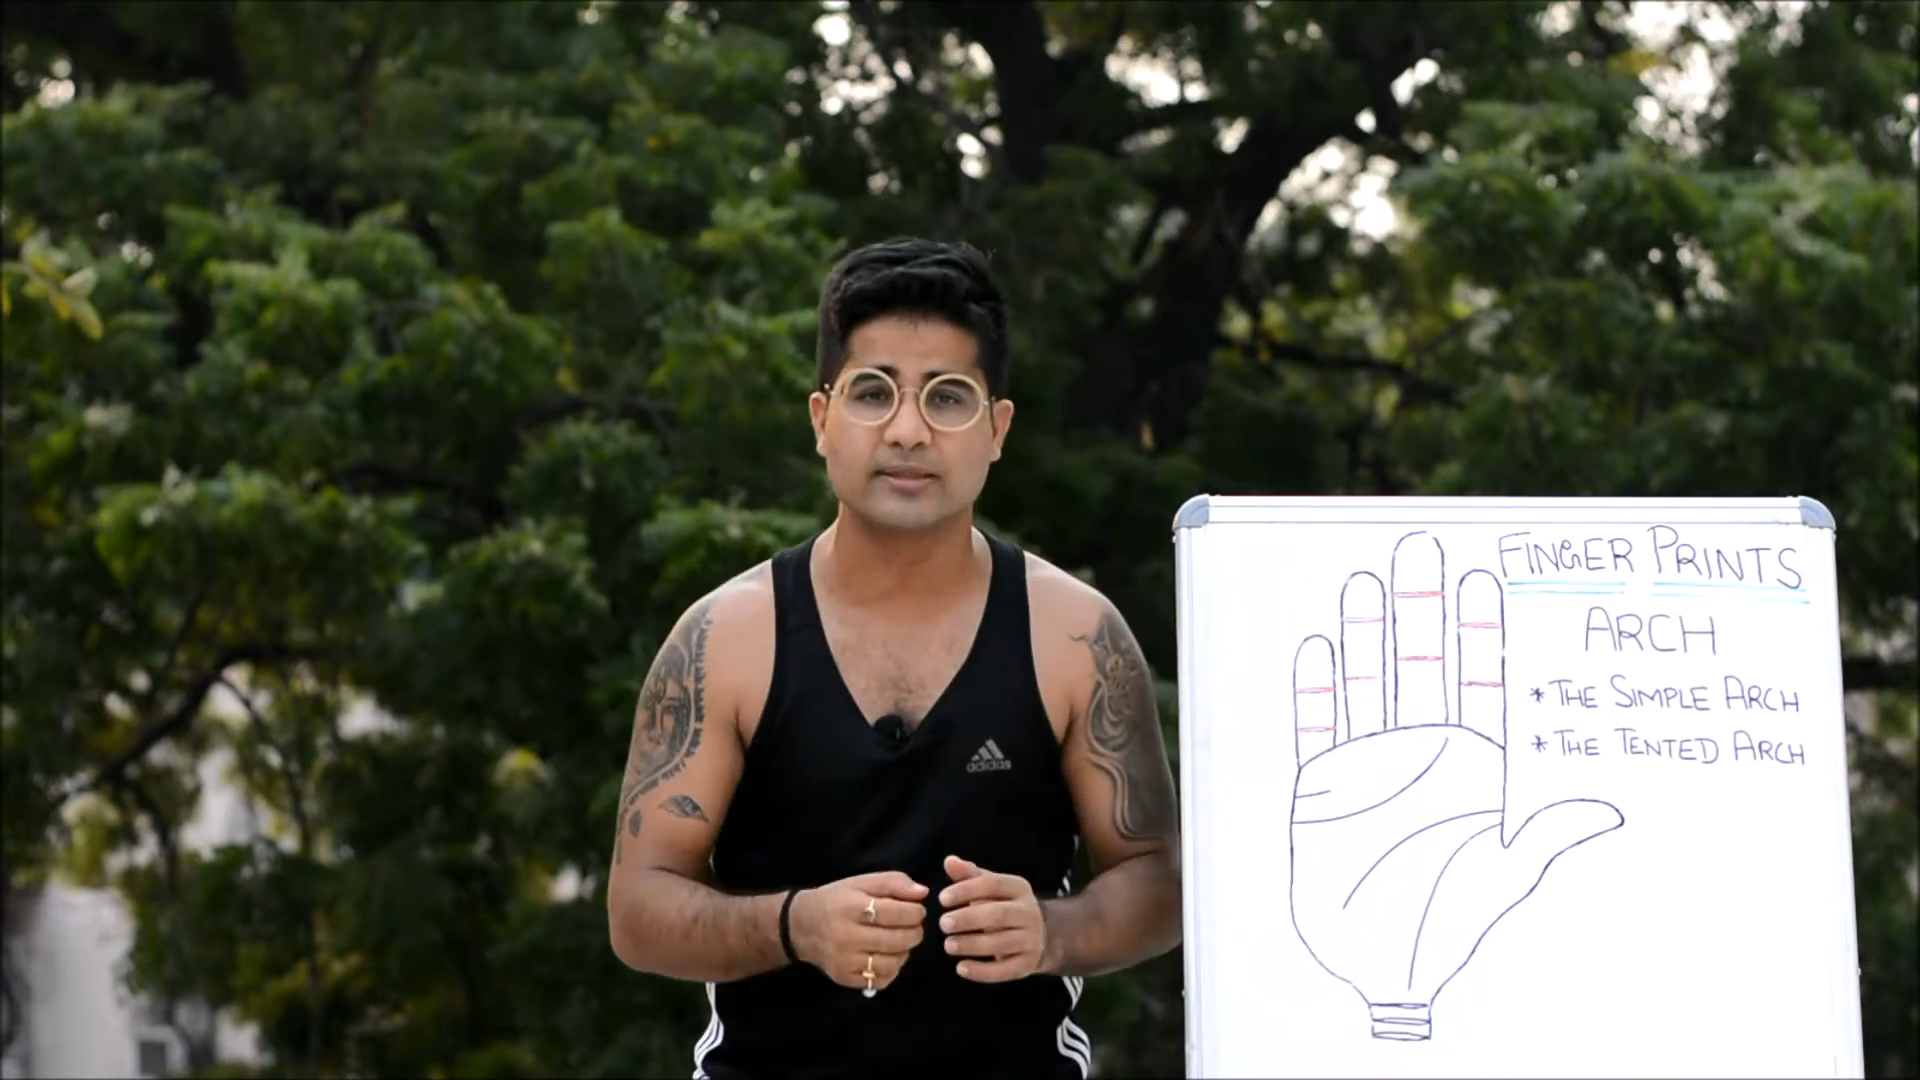 FINGER PRINTS
ARCH
* THE SIMPLE ARCH
* THE TENTED ARCH
adidas